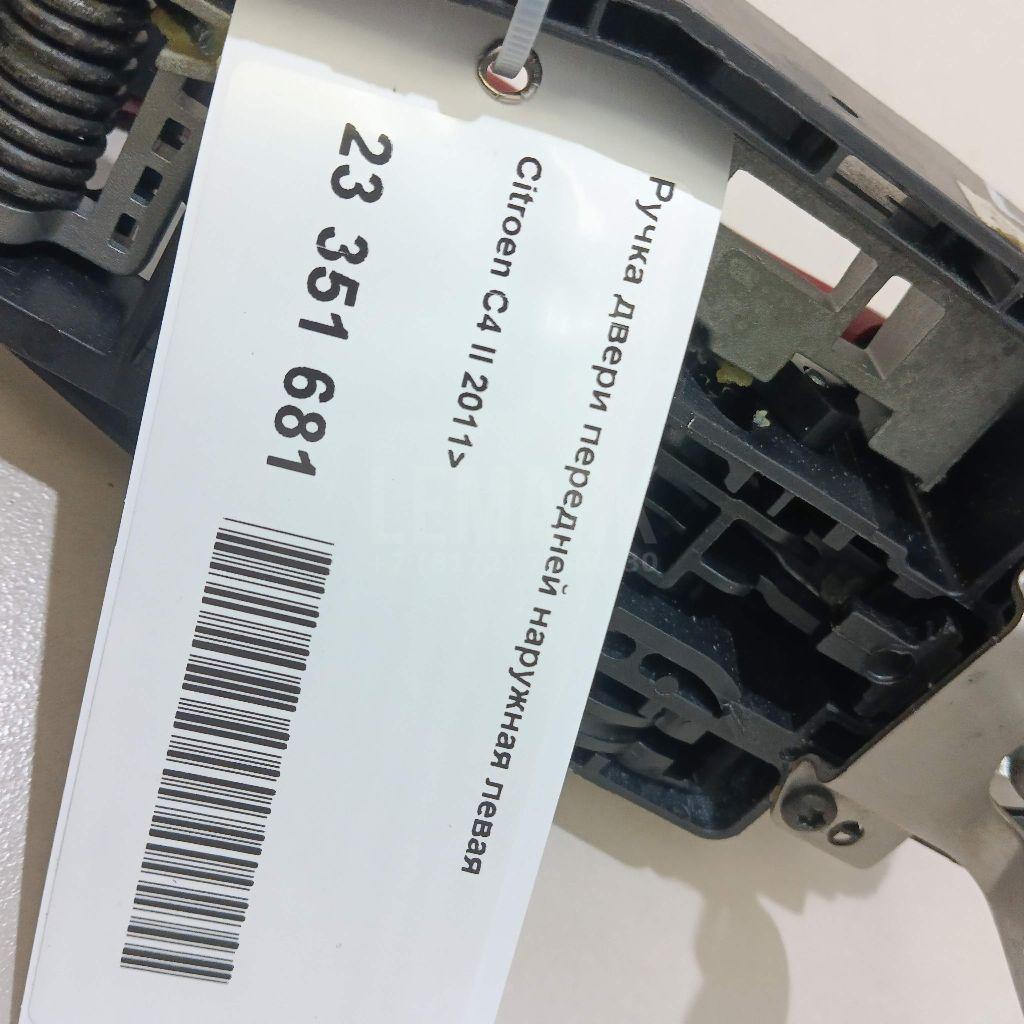 Ручка двери передней наружная левая
Citroen C4 II 2011>
23 351 681